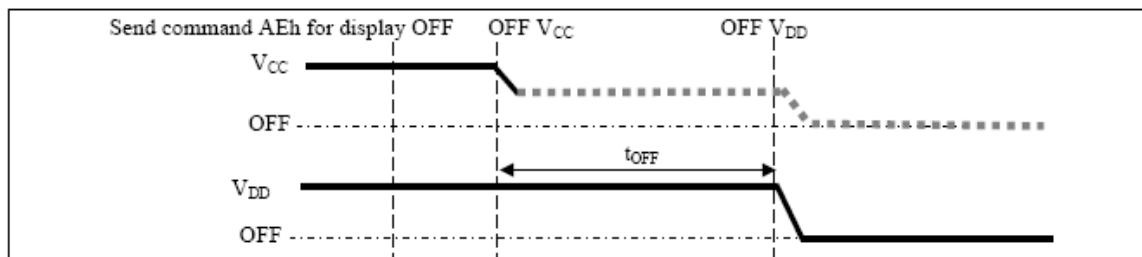 Send command AEh for display OFF OFF VCC OFF VDD
VCC
OFF
tOFF
VDD
OFF